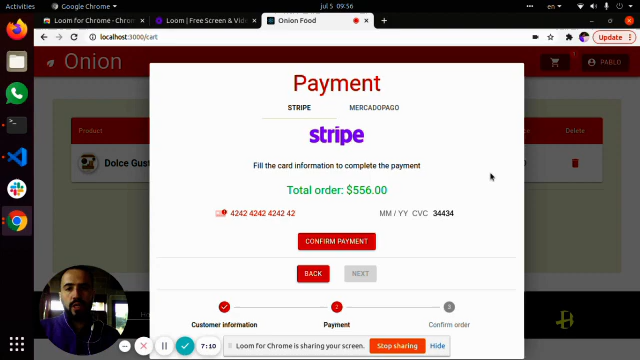 Activities
Google Chrome
jul 5 09:56
en
Loom for Chrome - Chro
Loom | Free Screen & Vide
Onion Food
localhost:3000/cart
Update
Onion
PABLO
Payment
STRIPE
MERCADOPAGO
stripe
Product
Delete
Dolce Gust
Fill the card information to complete the payment
Total order: $556.00
4242 4242 4242 42
MM / YY CVC 34434
CONFIRM PAYMENT
BACK
NEXT
2
3
Customer information
Payment
Confirm order
7:10
Loom for Chrome is sharing your screen.
Stop sharing
Hide